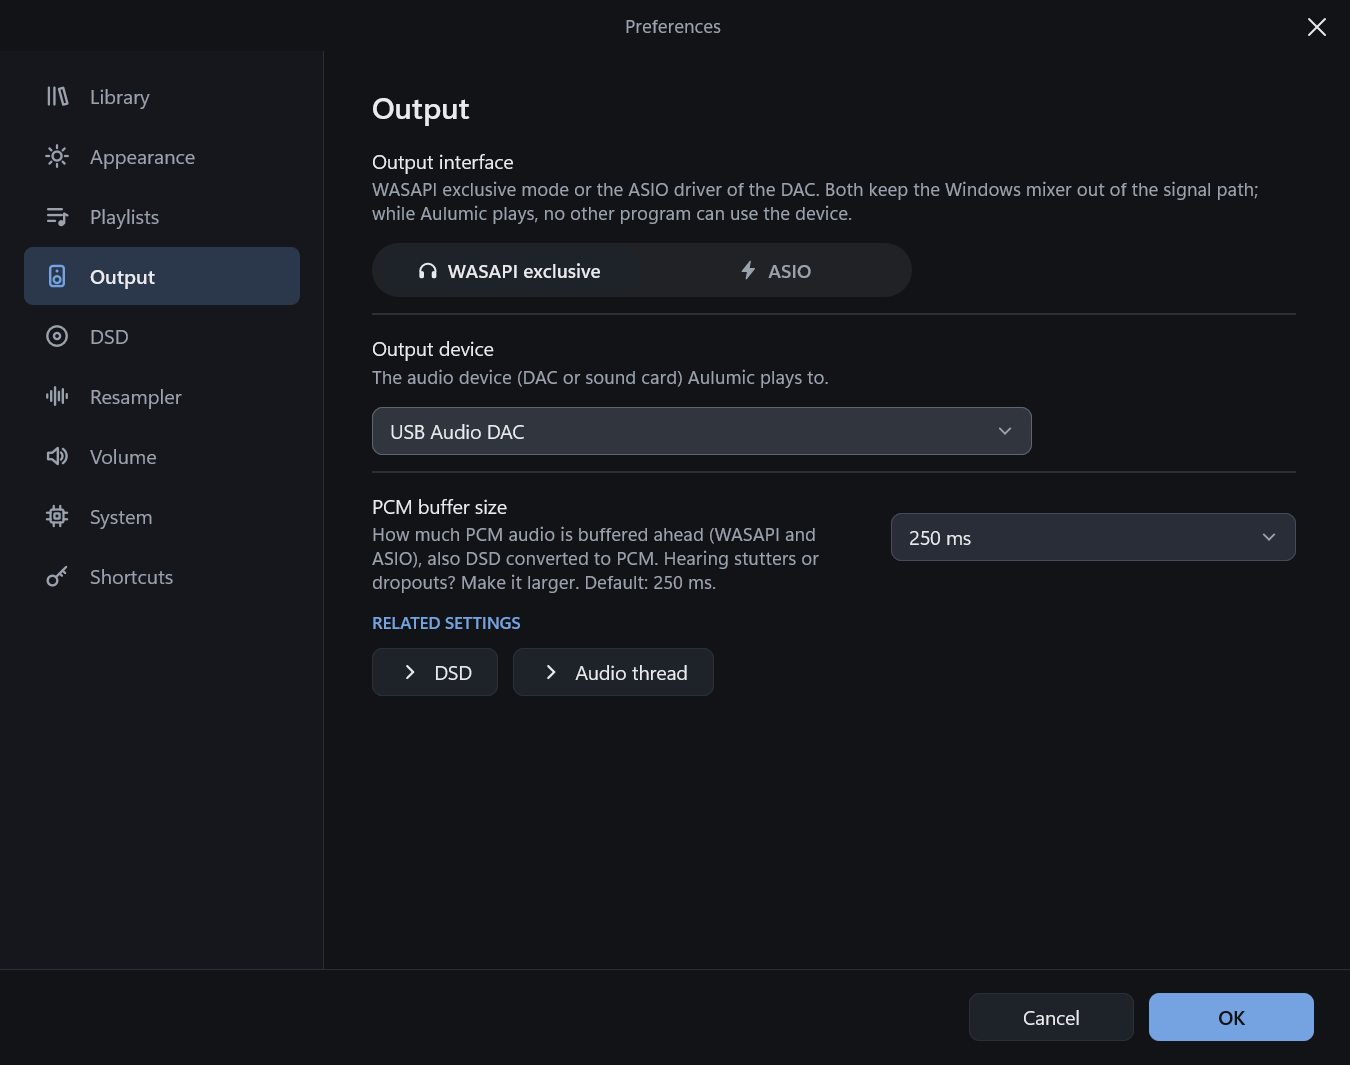 Preferences
Library
Appearance
Playlists
Output
DSD
Resampler
Volume
System
Shortcuts
Output
Output interface
WASAPI exclusive mode or the ASIO driver of the DAC. Both keep the Windows mixer out of the signal path;
while Aulumic plays, no other program can use the device.
WASAPI exclusive
ASIO
Output device
The audio device (DAC or sound card) Aulumic plays to.
USB Audio DAC
PCM buffer size
How much PCM audio is buffered ahead (WASAPI and
ASIO), also DSD converted to PCM. Hearing stutters or
dropouts? Make it larger. Default: 250 ms.
250 ms
RELATED SETTINGS
DSD
Audio thread
Cancel
OK